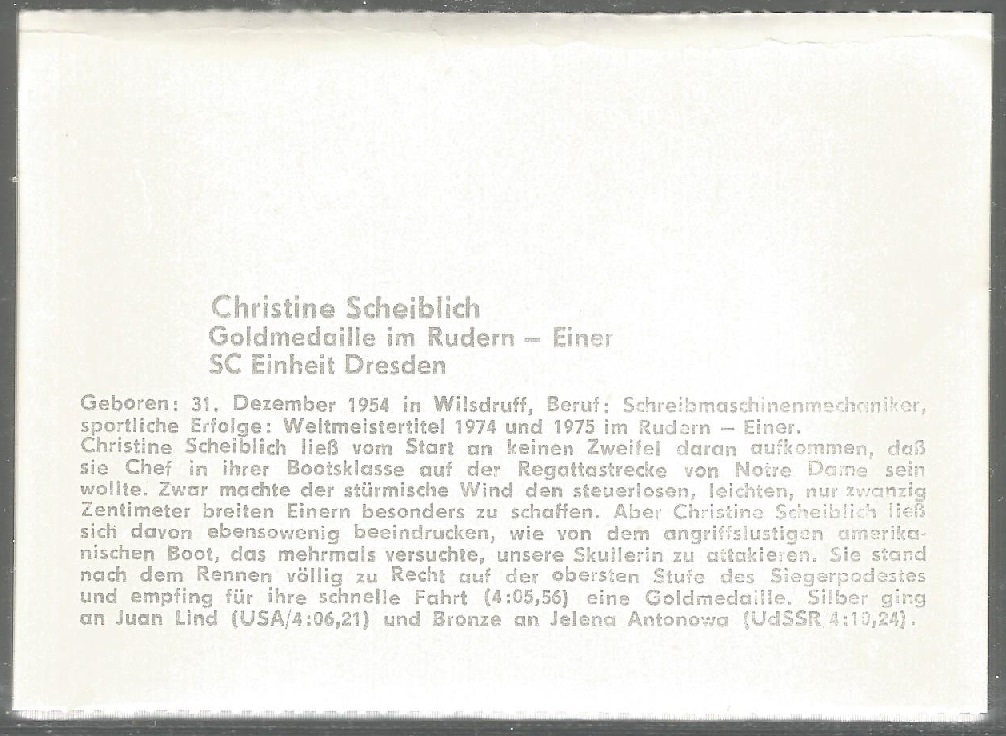 Christine Scheiblich
Goldmedaille im Rudern – Einer
SC Einheit Dresden
Geboren: 31. Dezember 1954 in Wilsdruff, Beruf: Schreibmaschinenmechaniker,
sportliche Erfolge: Weltmeistertitel 1974 und 1975 im Rudern – Einer.
Christine Scheiblich ließ vom Start an keinen Zweifel daran aufkommen, daß
sie Chef in ihrer Bootsklasse auf der Regattastrecke von Notre Dame sein
wollte. Zwar machte der stürmische Wind den steuerlosen, leichten, nur zwanzig
Zentimeter breiten Einern besonders zu schaffen. Aber Christine Scheiblich ließ
sich davon ebensowenig beeindrucken, wie von dem angriffslustigen amerika-
nischen Boot, das mehrmals versuchte, unsere Skullerin zu attakieren. Sie stand
nach dem Rennen völlig zu Recht auf der obersten Stufe des Siegerpodestes
und empfing für ihre schnelle Fahrt (4:05,56) eine Goldmedaille. Silber ging
an Juan Lind (USA/4:06,21) und Bronze an Jelena Antonowa (UdSSR 4:10,24).